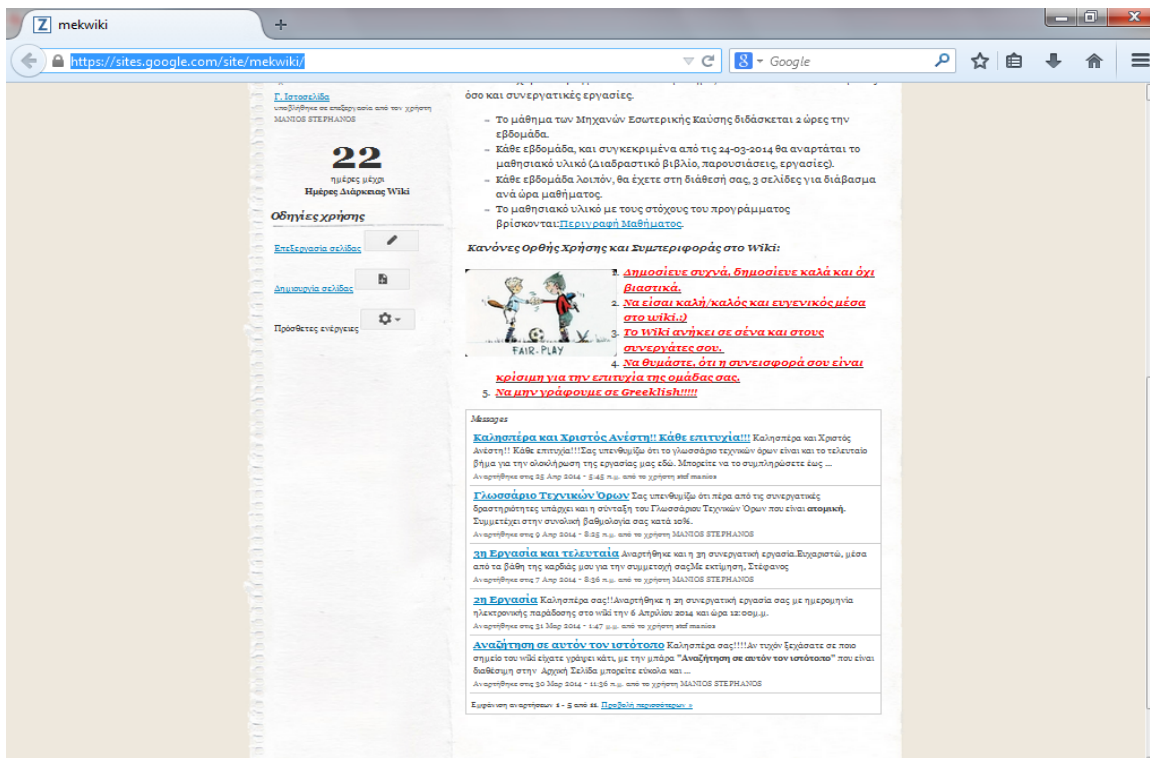 mekwiki
https://sites.google.com/site/mekwiki/
Google
Γ. Ιστοσελίδα
υποβλήθηκε σε επεξεργασία από τον χρήστη
MANIOS STEPHANOS
22
ημέρες μέχρι
Ημέρες Διάρκειας Wiki
Οδηγίες χρήσης
Επεξεργασία σελίδας
Δημιουργία σελίδας
Πρόσθετες ενέργειες
όσο και συνεργατικές εργασίες.
Το μάθημα των Μηχανών Εσωτερικής Καύσης διδάσκεται 2 ώρες την
εβδομάδα.
Κάθε εβδομάδα, και συγκεκριμένα από τις 24-03-2014 θα αναρτάται το
μαθησιακό υλικό (Διαδραστικό βιβλίο, παρουσιάσεις, εργασίες).
Κάθε εβδομάδα λοιπόν, θα έχετε στη διάθεσή σας, 3 σελίδες για διάβασμα
ανά ώρα μαθήματος.
Το μαθησιακό υλικό με τους στόχους του προγράμματος
βρίσκονται:Περιγραφή Μαθήματος.
Κανόνες Ορθής Χρήσης και Συμπεριφοράς στο Wiki:
FAIR-PLAY
1. Δημοσίευε συχνά, δημοσίευε καλά και όχι
βιαστικά.
2. Να είσαι καλή/καλός και ευγενικός μέσα
στο wiki.:)
3. Το Wiki ανήκει σε σένα και στους
συνεργάτες σου.
4. Να θυμάστε, ότι η συνεισφορά σου είναι
κρίσιμη για την επιτυχία της ομάδας σας.
5. Να μην γράφουμε σε Greeklish!!!!!
Messages
Καλησπέρα και Χριστός Ανέστη!! Κάθε επιτυχία!!! Καλησπέρα και Χριστός
Ανέστη!! Κάθε επιτυχία!!!Σας υπενθυμίζω ότι το γλωσσάριο τεχνικών όρων είναι και το τελευταίο
βήμα για την ολοκλήρωση της εργασίας μας εδώ. Μπορείτε να το συμπληρώσετε έως ...
Αναρτήθηκε στις 25 Απρ 2014 - 5:45 π.μ. από το χρήστη stef manios
Γλωσσάριο Τεχνικών Όρων Σας υπενθυμίζω ότι πέρα από τις συνεργατικές
δραστηριότητες υπάρχει και η σύνταξη του Γλωσσάριου Τεχνικών Όρων που είναι ατομική.
Συμμετέχει στην συνολική βαθμολογία σας κατά 10%.
Αναρτήθηκε στις 9 Απρ 2014 - 8:25 π.μ. από το χρήστη MANIOS STEPHANOS
3η Εργασία και τελευταία Αναρτήθηκε και η 3η συνεργατική εργασία.Ευχαριστώ, μέσα
από τα βάθη της καρδιάς μου για την συμμετοχή σαςΜε εκτίμηση, Στέφανος
Αναρτήθηκε στις 7 Απρ 2014 - 8:36 π.μ. από το χρήστη MANIOS STEPHANOS
2η Εργασία Καλησπέρα σας!!Αναρτήθηκε η 2η συνεργατική εργασία σας με ημερομηνία
ηλεκτρονικής παράδοσης στο wiki την 6 Απριλίου 2014 και ώρα 12:00μ.μ.
Αναρτήθηκε στις 31 Μαρ 2014 - 1:47 μ.μ. από το χρήστη stef manios
Αναζήτηση σε αυτόν τον ιστότοπο Καλησπέρα σας!!!!Αν τυχόν ξεχάσατε σε ποιο
σημείο του wiki είχατε γράψει κάτι, με την μπάρα "Αναζήτηση σε αυτόν τον ιστότοπο" που είναι
διαθέσιμη στην Αρχική Σελίδα μπορείτε εύκολα και ...
Αναρτήθηκε στις 30 Μαρ 2014 - 11:36 π.μ. από το χρήστη MANIOS STEPHANOS
Εμφάνιση αναρτήσεων 1 - 5 από 11. Προβολή περισσότερων »